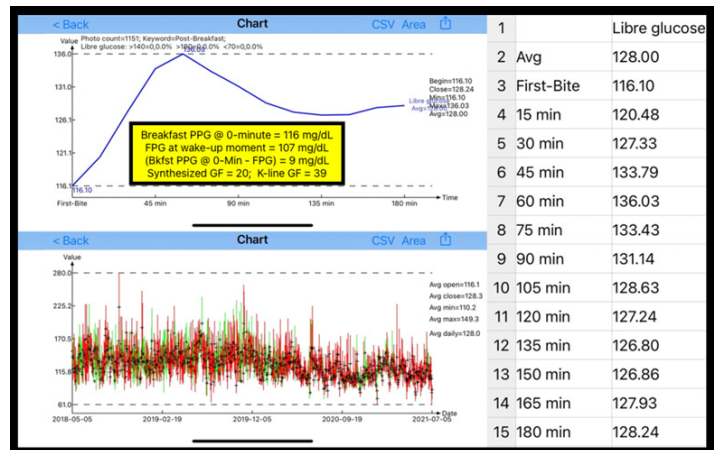 < Back Chart CSV Area
Value Photo count=1151; Keyword=Post-Breakfast;
Libre glucose: >140=0,0.0% >180=0,0.0% <70=0,0.0%
136.0
136.03
131.0
126.1
121.1
116.1
116.10
Begin=116.10
Close=128.24
Min=116.10
Max=136.03
Avg=128.00
Breakfast PPG @ 0-minute = 116 mg/dL
FPG at wake-up moment = 107 mg/dL
(Bkfst PPG @ 0-Min - FPG) = 9 mg/dL
Synthesized GF = 20; K-line GF = 39
First-Bite 45 min 90 min 135 min 180 min Time
< Back Chart CSV Area
Value
280.0
225.2
170.5
115.8
61.0
Avg open=116.1
Avg close=128.3
Avg min=110.2
Avg max=149.3
Avg daily=128.0
2018-05-05 2019-02-19 2019-12-05 2020-09-19 2021-07-05 Date
1 Libre glucose
2 Avg 128.00
3 First-Bite 116.10
4 15 min 120.48
5 30 min 127.33
6 45 min 133.79
7 60 min 136.03
8 75 min 133.43
9 90 min 131.14
10 105 min 128.63
11 120 min 127.24
12 135 min 126.80
13 150 min 126.86
14 165 min 127.93
15 180 min 128.24